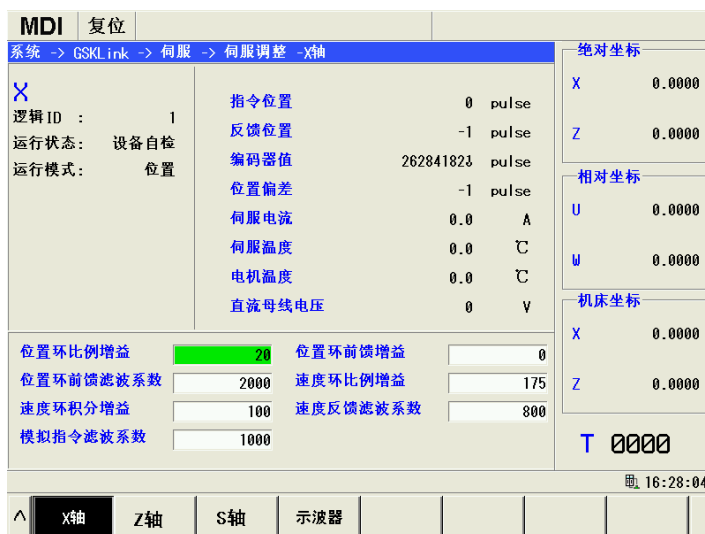 MDI 复位
系统 -> GSKLink -> 伺服 -> 伺服调整 -X轴
X
逻辑ID : 1
运行状态: 设备自检
运行模式: 位置
指令位置 0 pulse
反馈位置 -1 pulse
编码器值 pulse
位置偏差 -1 pulse
伺服电流 0.0 A
伺服温度 0.0 ℃
电机温度 0.0 ℃
直流母线电压 0 V
位置环比例增益 20 位置环前馈增益 0
位置环前馈滤波系数 2000 速度环比例增益 175
速度环积分增益 100 速度反馈滤波系数 800
模拟指令滤波系数 1000
绝对坐标
X 0.0000
Z 0.0000
相对坐标
U 0.0000
W 0.0000
机床坐标
X 0.0000
Z 0.0000
T 0000
16:28:04
^ X轴 Z轴 S轴 示波器